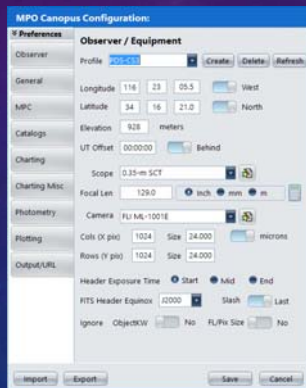 MPO Canopus Configuration:
Preferences
Observer / Equipment
Observer
Profile PDS-CS3 Create Delete Refresh
General
Longitude 116 23 05.5 West
MPC
Latitude 34 16 21.0 North
Catalogs
Elevation 928 meters
Charting
UT Offset 00:00:00 Behind
Charting Misc
Scope 0.35-m SCT
Photometry
Focal Len 129.0 Inch mm m
Plotting
Camera FLI ML-1001E
Output/URL
Cols (X pix) 1024 Size 24.000 microns
Rows (Y pix) 1024 Size 24.000
Header Exposure Time Start Mid End
FITS Header Equinox J2000 Slash Last
Ignore ObjectKW No FL/Pix Size No
Import Export Save Cancel